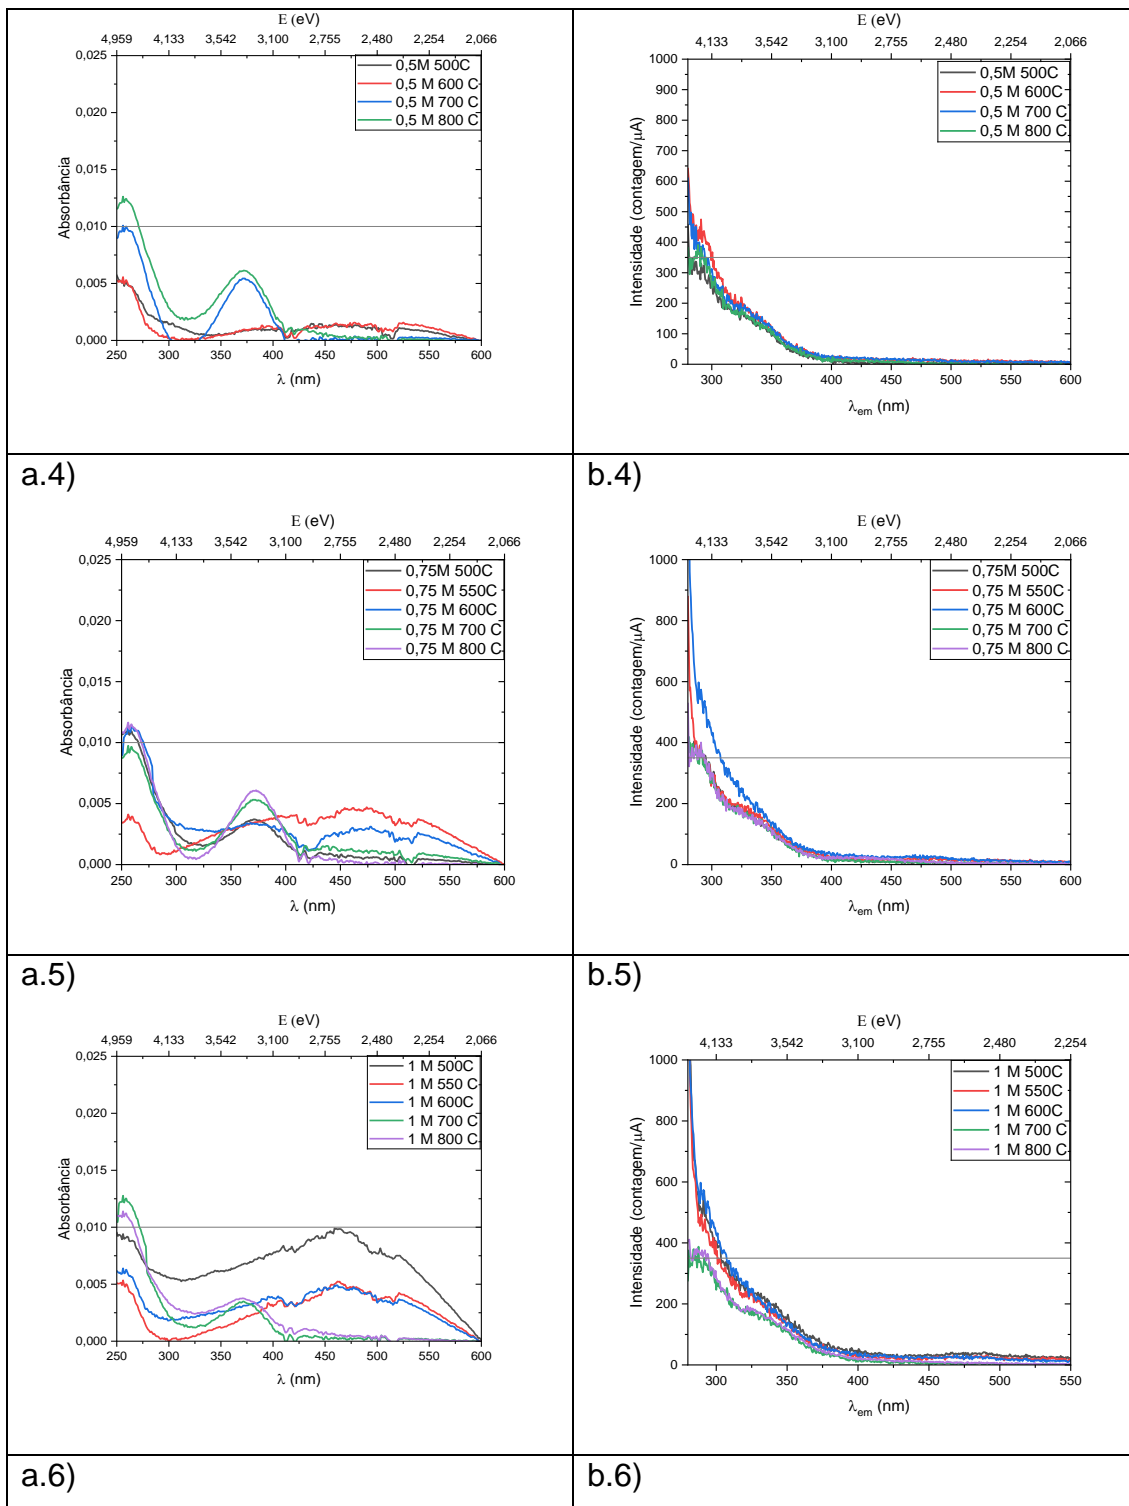 E (eV)
4,959 4,133 3,542 3,100 2,755 2,480 2,254 2,066
0,025
0,020
0,015
0,010
0,005
0,000
Absorbância
0,5M 500C
0,5 M 600 C
0,5 M 700 C
0,5 M 800 C
250 300 350 400 450 500 550 600
λ (nm)
E (eV)
4,133 3,542 3,100 2,755 2,480 2,254 2,066
1000
900
800
700
600
500
400
300
200
100
0
Intensidade (contagem/μA)
0,5M 500C
0,5 M 600C
0,5 M 700 C
0,5 M 800 C
300 350 400 450 500 550 600
λem (nm)
a.4)
b.4)
E (eV)
4,959 4,133 3,542 3,100 2,755 2,480 2,254 2,066
0,025
0,020
0,015
0,010
0,005
0,000
Absorbância
0,75M 500C
0,75 M 550C
0,75 M 600C
0,75 M 700 C
0,75 M 800 C
250 300 350 400 450 500 550 600
λ (nm)
E (eV)
4,133 3,542 3,100 2,755 2,480 2,254 2,066
1000
800
600
400
200
0
Intensidade (contagem/μA)
0,75M 500C
0,75 M 550C
0,75 M 600C
0,75 M 700 C
0,75 M 800 C
300 350 400 450 500 550 600
λem (nm)
a.5)
b.5)
E (eV)
4,959 4,133 3,542 3,100 2,755 2,480 2,254 2,066
0,025
0,020
0,015
0,010
0,005
0,000
Absorbância
1 M 500C
1 M 550 C
1 M 600C
1 M 700 C
1 M 800 C
250 300 350 400 450 500 550 600
λ (nm)
E (eV)
4,133 3,542 3,100 2,755 2,480 2,254
1000
800
600
400
200
0
Intensidade (contagem/μA)
1 M 500C
1 M 550C
1 M 600C
1 M 700 C
1 M 800 C
300 350 400 450 500 550
λem (nm)
a.6)
b.6)